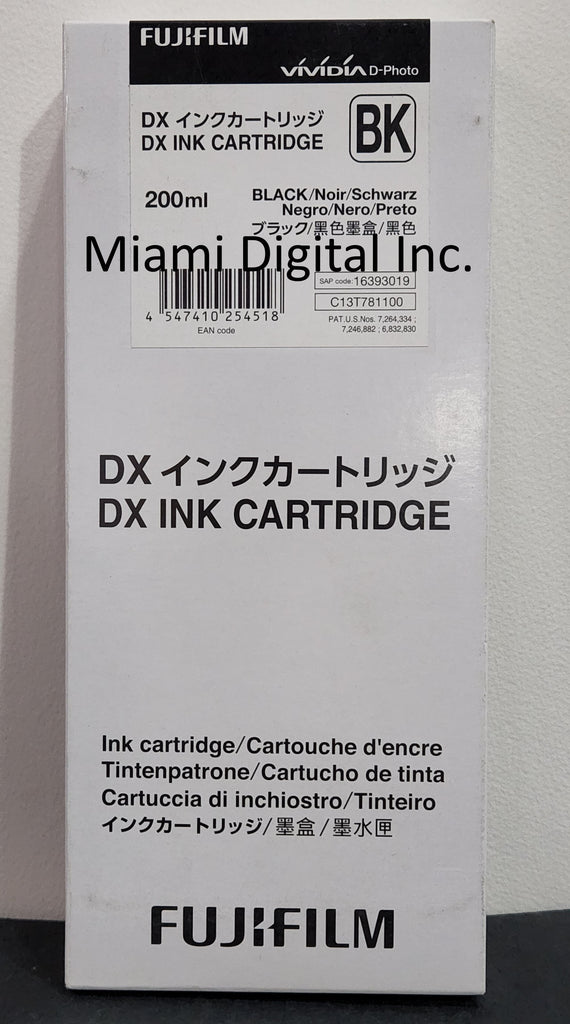 FUJIFILM
ViViDiA D-Photo
DX インクカートリッジ
DX INK CARTRIDGE
BK
200ml
BLACK/Noir/Schwarz
Negro/Nero/Preto
ブラック/黑色墨盒/黑色
Miami Digital Inc.
SAP code: 16393019
C13T781100
4 547410 254518
EAN code
PAT.U.S.Nos. 7,264,334 ;
7,246,882 ; 6,832,830
DX インクカートリッジ
DX INK CARTRIDGE
Ink cartridge/Cartouche d'encre
Tintenpatrone/Cartucho de tinta
Cartuccia di inchiostro/Tinteiro
インクカートリッジ/墨盒/墨水匣
FUJIFILM